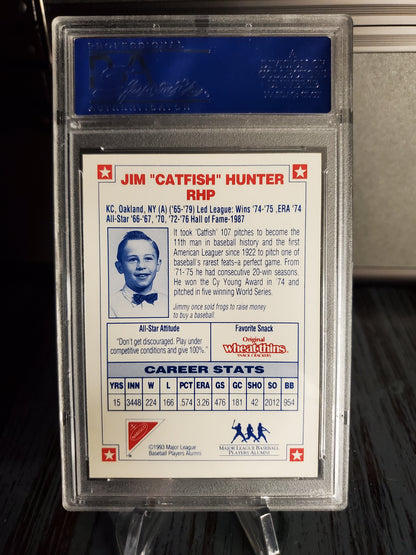 JIM "CATFISH" HUNTER
RHP
KC, Oakland, NY (A) ('65-'79) Led League: Wins '74-'75 ,ERA '74
All-Star '66-'67, '70, '72-'76 Hall of Fame-1987
It took "Catfish" 107 pitches to become the
11th man in baseball history and the first
American Leaguer since 1922 to pitch one of
baseball's rarest feats–a perfect game. From
'71-'75 he had consecutive 20-win seasons.
He won the Cy Young Award in '74 and
pitched in five winning World Series.
Jimmy once sold frogs to raise money
to buy a baseball.
All-Star Attitude
"Don't get discouraged. Play under
competitive conditions and give 100%."
Favorite Snack
Original
wheat·thins
SNACK CRACKERS
CAREER STATS
YRS INN W L PCT ERA GS GC SHO SO BB
15 3448 224 166 .574 3.26 476 181 42 2012 954
NABISCO
©1993 Major League
Baseball Players Alumni
MAJOR LEAGUE BASEBALL
PLAYERS ALUMNI